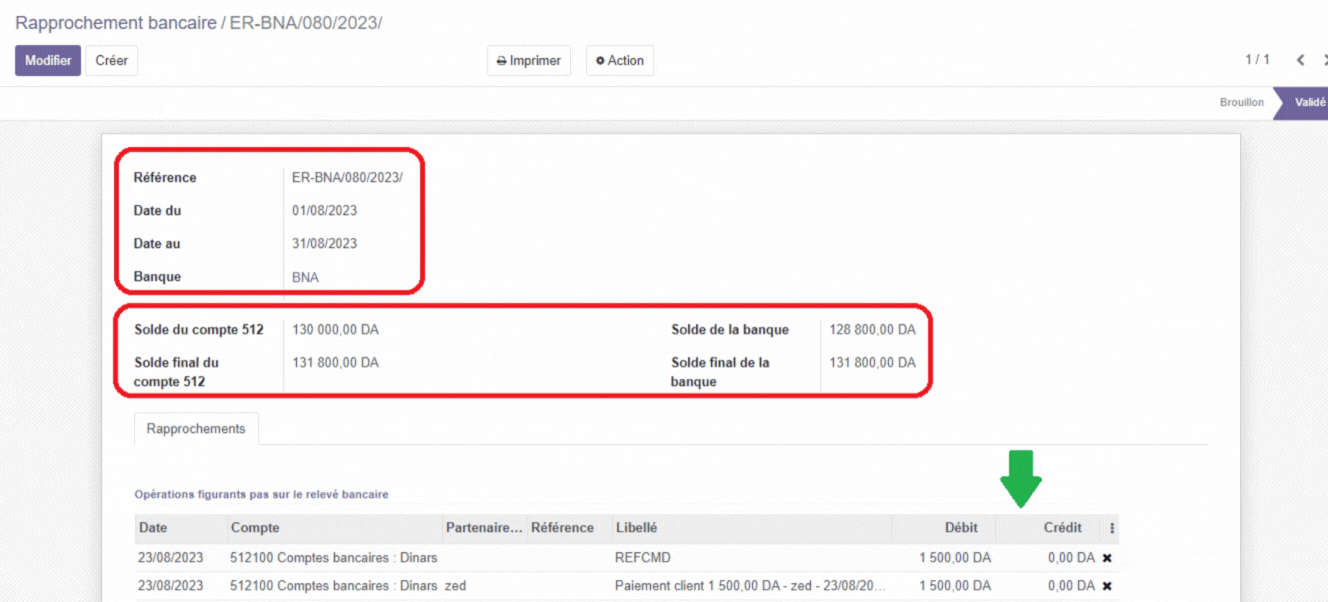 Rapprochement bancaire / ER-BNA/080/2023/
Modifier Créer Imprimer Action 1 / 1
Brouillon Validé
Référence ER-BNA/080/2023/
Date du 01/08/2023
Date au 31/08/2023
Banque BNA
Solde du compte 512 130 000,00 DA Solde de la banque 128 800,00 DA
Solde final du compte 512 131 800,00 DA Solde final de la banque 131 800,00 DA
Rapprochements
Opérations figurants pas sur le relevé bancaire
Date Compte Partenaire... Référence Libellé Débit Crédit
23/08/2023 512100 Comptes bancaires : Dinars REFCMD 1 500,00 DA 0,00 DA
23/08/2023 512100 Comptes bancaires : Dinars zed Paiement client 1 500,00 DA - zed - 23/08/20... 1 500,00 DA 0,00 DA